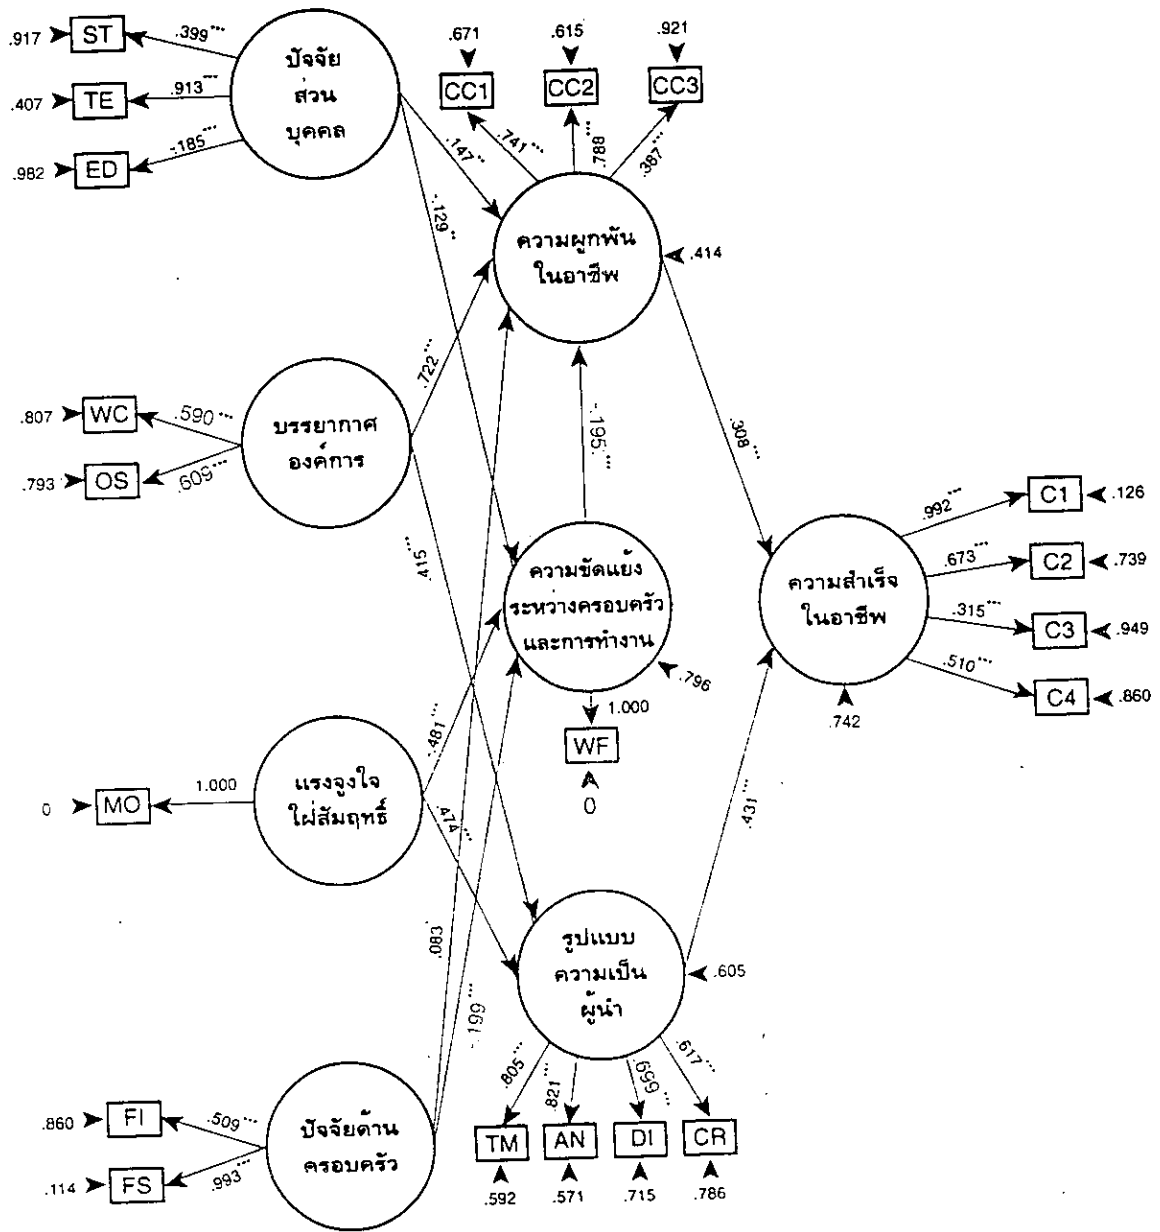 .917
ST
.399***
.407
TE
.913***
.982
ED
-.185***
ปัจจัย
ส่วน
บุคคล
.671
.615
.921
CC1
CC2
CC3
.741***
.788***
.387***
.147**
-.129**
ความผูกพัน
ในอาชีพ
.414
.722***
.807
WC
.590***
.793
OS
.609***
บรรยากาศ
องค์การ
-.195***
.308***
.415***
ความขัดแย้ง
ระหว่างครอบครัว
และการทำงาน
.796
1.000
WF
0
ความสำเร็จ
ในอาชีพ
.742
.992***
C1
.126
.673***
C2
.739
.315***
C3
.949
.510***
C4
.860
-.481***
.474***
0
MO
1.000
แรงจูงใจ
ใฝ่สัมฤทธิ์
.431***
.083*
-.199***
รูปแบบ
ความเป็น
ผู้นำ
.605
.805***
.821***
.699***
.617***
TM
AN
DI
CR
.592
.571
.715
.786
.860
FI
.509***
.114
FS
.993***
ปัจจัยด้าน
ครอบครัว